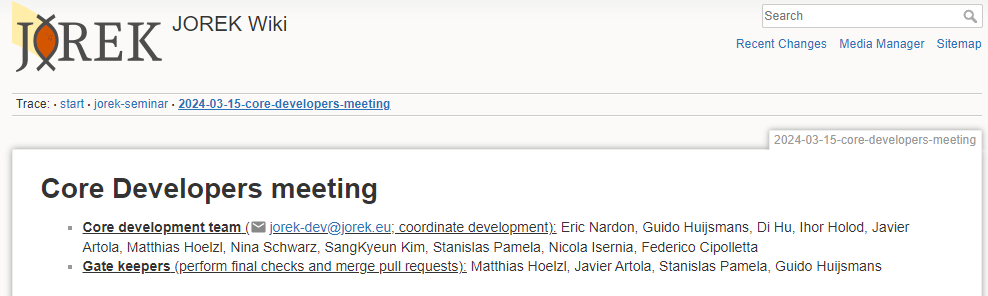 JOREK
JOREK Wiki
Search
Recent Changes Media Manager Sitemap
Trace: • start • jorek-seminar • 2024-03-15-core-developers-meeting
2024-03-15-core-developers-meeting
Core Developers meeting
Core development team (jorek-dev@jorek.eu; coordinate development): Eric Nardon, Guido Huijsmans, Di Hu, Ihor Holod, Javier
Artola, Matthias Hoelzl, Nina Schwarz, SangKyeun Kim, Stanislas Pamela, Nicola Isernia, Federico Cipolletta
Gate keepers (perform final checks and merge pull requests): Matthias Hoelzl, Javier Artola, Stanislas Pamela, Guido Huijsmans